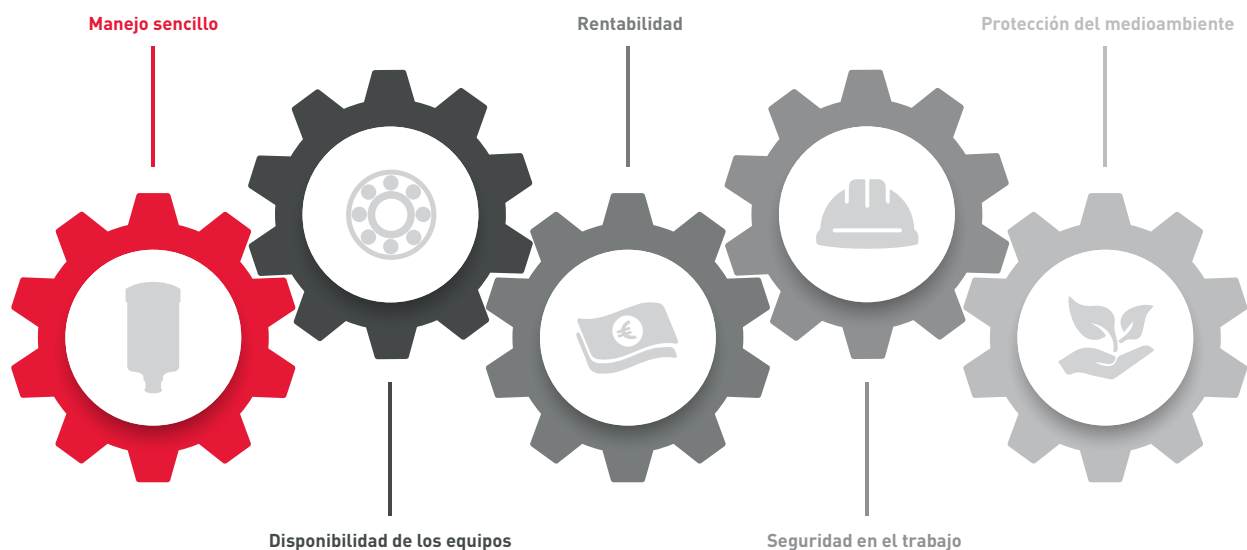 Manejo sencillo
Rentabilidad
Protección del medioambiente
€
Disponibilidad de los equipos
Seguridad en el trabajo